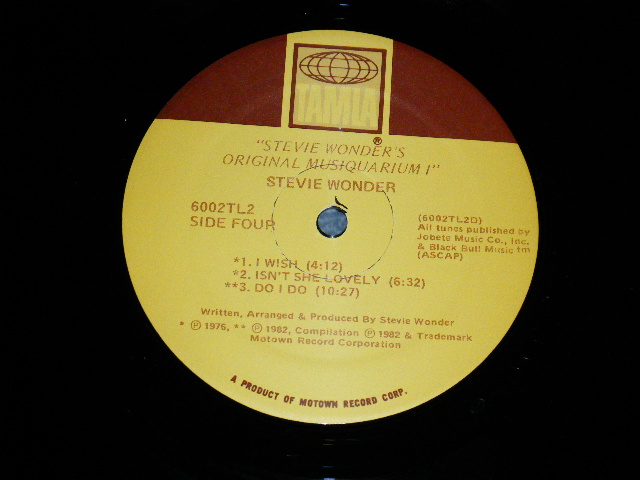 TAMLA
®
"STEVIE WONDER'S
ORIGINAL MUSIQUARIUM I"
STEVIE WONDER
6002TL2
SIDE FOUR
(6002TL2D)
All tunes published by
Jobete Music Co., Inc.
& Black Bull Music tm
(ASCAP)
*1. I WISH (4:12)
*2. ISN'T SHE LOVELY (6:32)
**3. DO I DO (10:27)
Written, Arranged & Produced By Stevie Wonder
* ℗ 1976, ** ℗ 1982, Compilation ℗ 1982 & Trademark
Motown Record Corporation
A PRODUCT OF MOTOWN RECORD CORP.